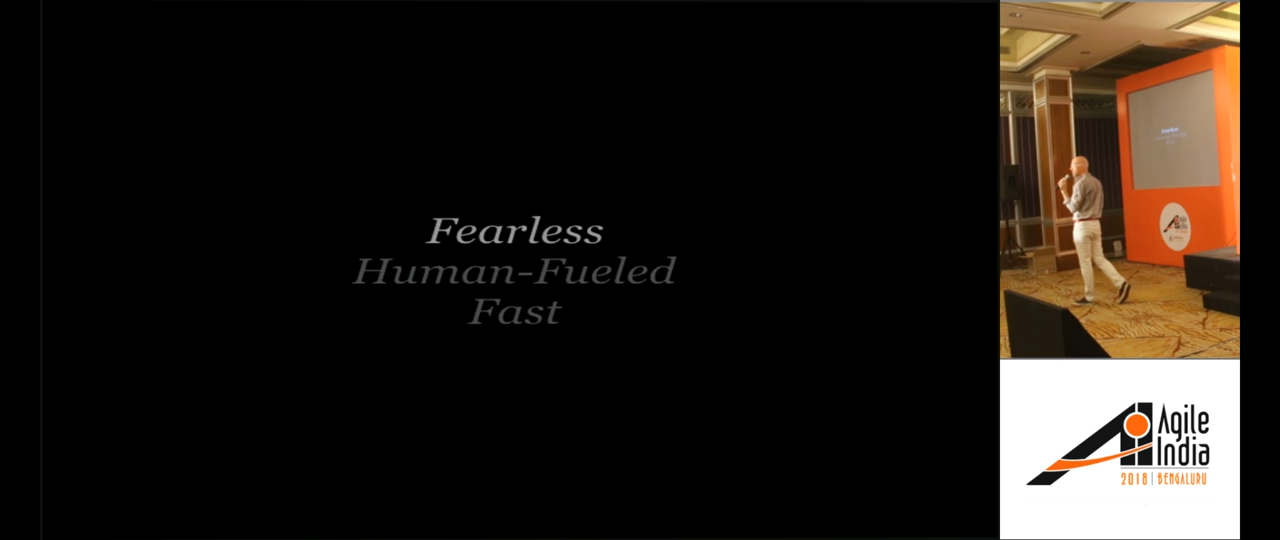 Fearless
Human-Fueled
Fast
Agile
India
2018 | BENGALURU